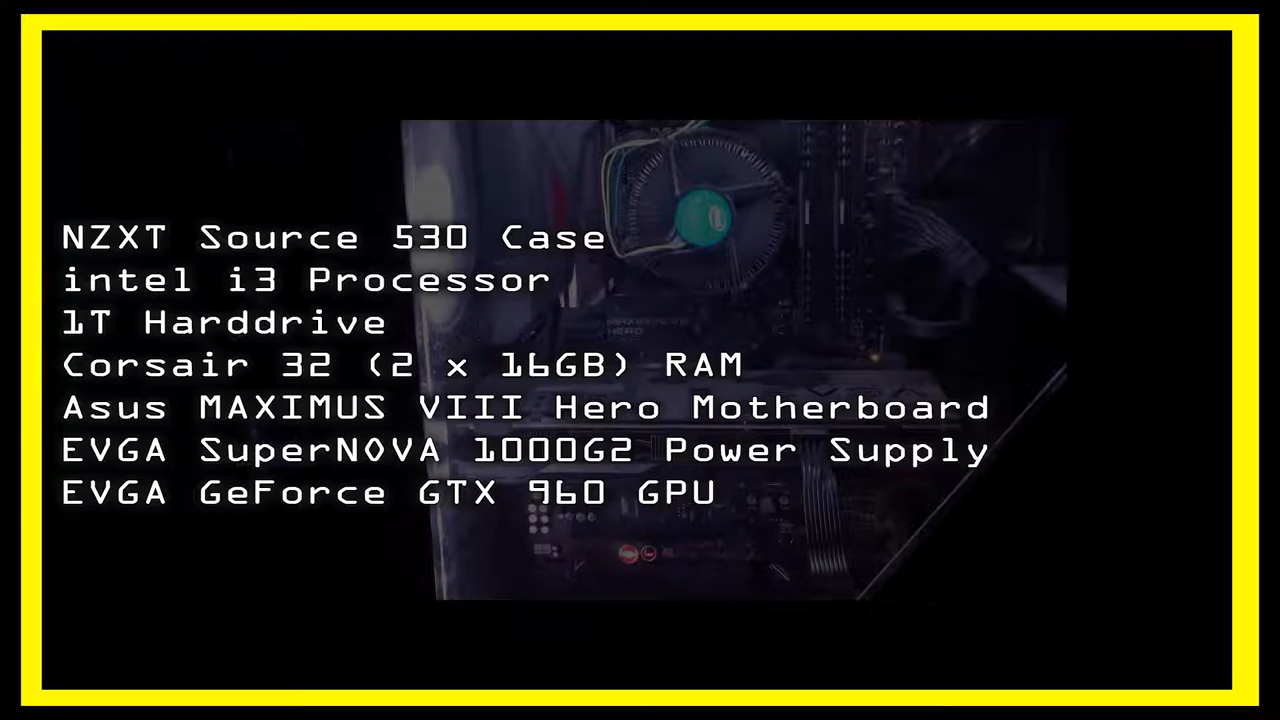 NZXT Source 530 Case
intel i3 Processor
1T Harddrive
Corsair 32 (2 x 16GB) RAM
Asus MAXIMUS VIII Hero Motherboard
EVGA SuperNOVA 1000G2 Power Supply
EVGA GeForce GTX 960 GPU